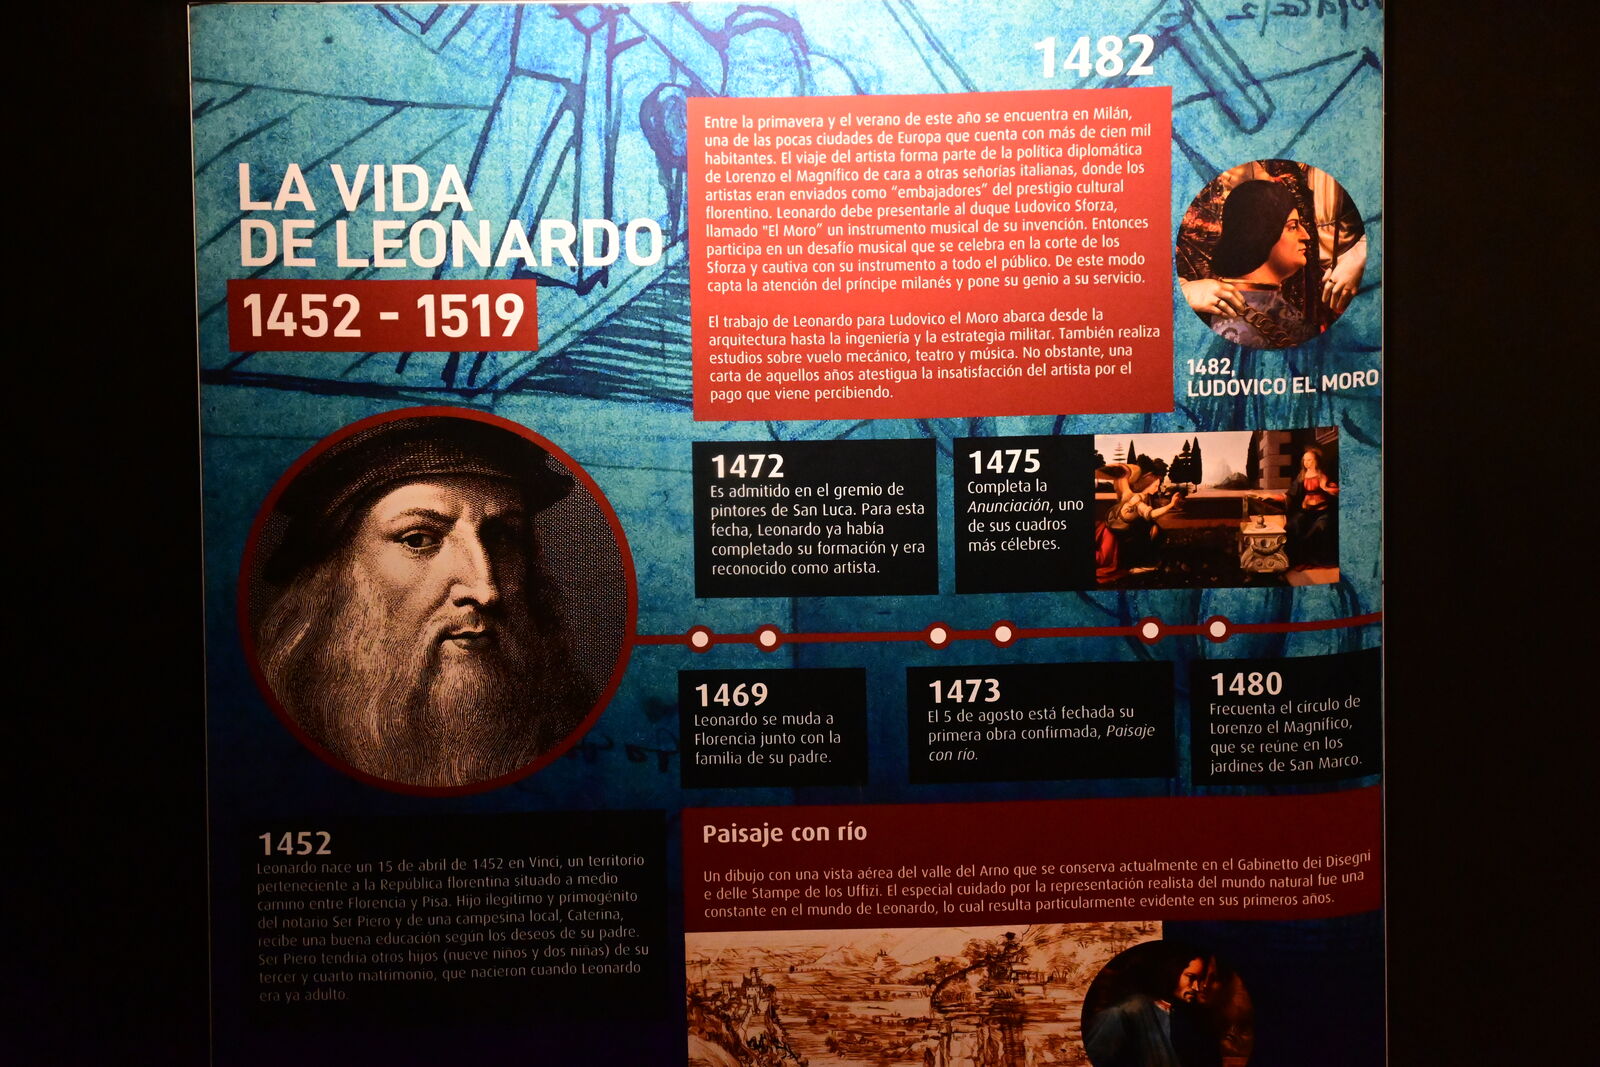 LA VIDA
DE LEONARDO
1452 - 1519
1482
Entre la primavera y el verano de este año se encuentra en Milán,
una de las pocas ciudades de Europa que cuenta con más de cien mil
habitantes. El viaje del artista forma parte de la política diplomática
de Lorenzo el Magnífico de cara a otras señorías italianas, donde los
artistas eran enviados como “embajadores” del prestigio cultural
florentino. Leonardo debe presentarle al duque Ludovico Sforza,
llamado "El Moro” un instrumento musical de su invención. Entonces
participa en un desafío musical que se celebra en la corte de los
Sforza y cautiva con su instrumento a todo el público. De este modo
capta la atención del príncipe milanés y pone su genio a su servicio.
El trabajo de Leonardo para Ludovico el Moro abarca desde la
arquitectura hasta la ingeniería y la estrategia militar. También realiza
estudios sobre vuelo mecánico, teatro y música. No obstante, una
carta de aquellos años atestigua la insatisfacción del artista por el
pago que viene percibiendo.
1482,
LUDOVICO EL MORO
1472
Es admitido en el gremio de
pintores de San Luca. Para esta
fecha, Leonardo ya había
completado su formación y era
reconocido como artista.
1475
Completa la
Anunciación, uno
de sus cuadros
más célebres.
1469
Leonardo se muda a
Florencia junto con la
familia de su padre.
1473
El 5 de agosto está fechada su
primera obra confirmada, Paisaje
con río.
1480
Frecuenta el círculo de
Lorenzo el Magnífico,
que se reúne en los
jardines de San Marco.
1452
Leonardo nace un 15 de abril de 1452 en Vinci, un territorio
perteneciente a la República florentina situado a medio
camino entre Florencia y Pisa. Hijo ilegítimo y primogénito
del notario Ser Piero y de una campesina local, Caterina,
recibe una buena educación según los deseos de su padre.
Ser Piero tendría otros hijos (nueve niños y dos niñas) de su
tercer y cuarto matrimonio, que nacieron cuando Leonardo
era ya adulto.
Paisaje con río
Un dibujo con una vista aérea del valle del Arno que se conserva actualmente en el Gabinetto dei Disegni
e delle Stampe de los Uffizi. El especial cuidado por la representación realista del mundo natural fue una
constante en el mundo de Leonardo, lo cual resulta particularmente evidente en sus primeros años.